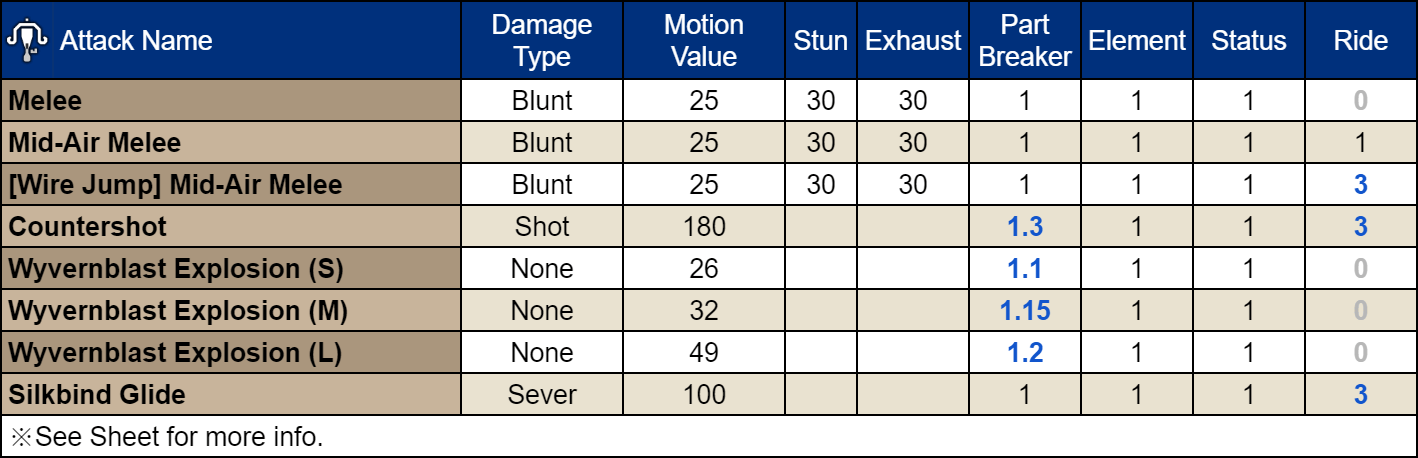 Attack Name Damage Type Motion Value Stun Exhaust Part Breaker Element Status Ride
Melee Blunt 25 30 30 1 1 1 0
Mid-Air Melee Blunt 25 30 30 1 1 1 1
[Wire Jump] Mid-Air Melee Blunt 25 30 30 1 1 1 3
Countershot Shot 180 1.3 1 1 3
Wyvernblast Explosion (S) None 26 1.1 1 1 0
Wyvernblast Explosion (M) None 32 1.15 1 1 0
Wyvernblast Explosion (L) None 49 1.2 1 1 0
Silkbind Glide Sever 100 1 1 1 3
※See Sheet for more info.